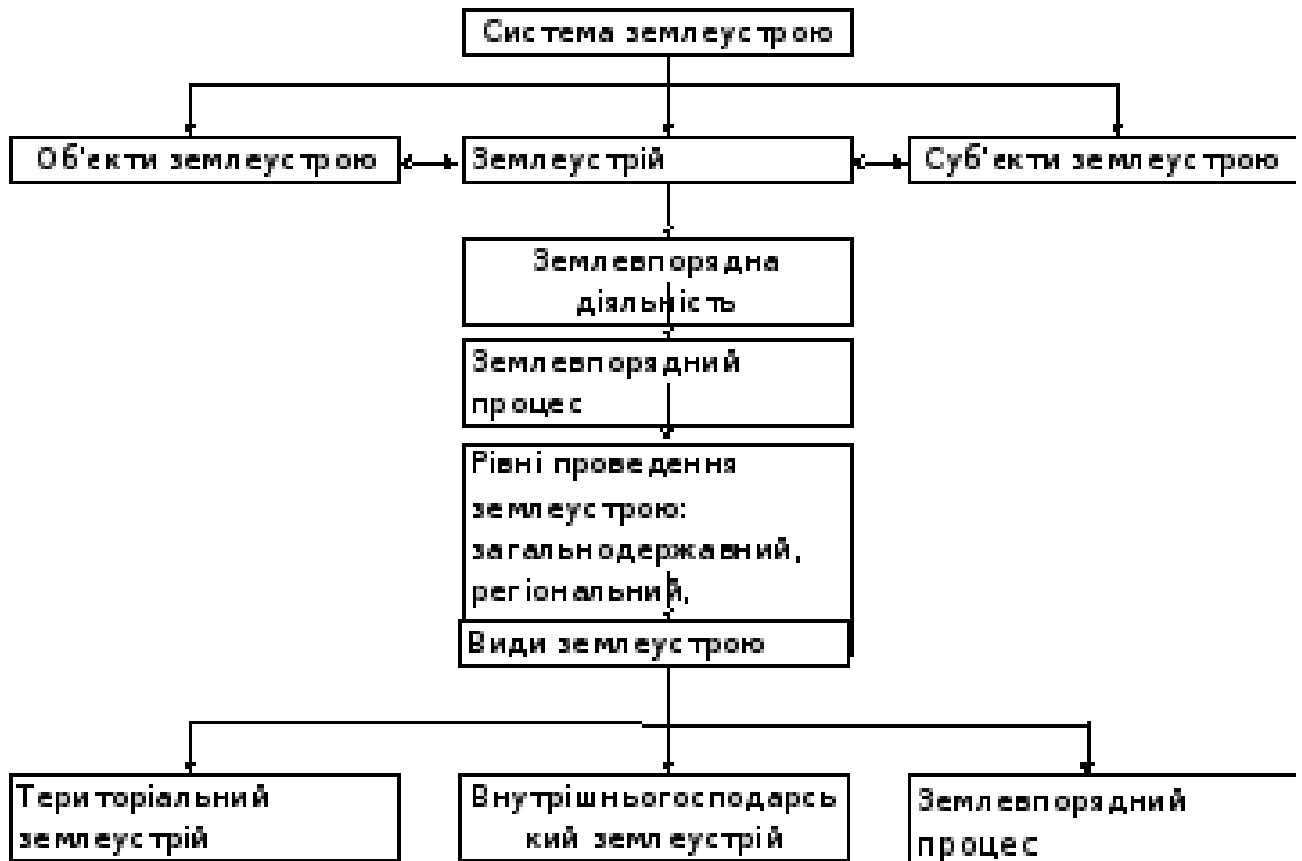 Система землеустрою
Об'єкти землеустрою
Землеустрій
Суб'єкти землеустрою
Землевпорядна
діяльність
Землевпорядний
процес
Рівні проведення
землеустрою:
загальнодержавний,
регіональний,
Види землеустрою
Територіальний
землеустрій
Внутрішньогосподарсь
кий землеустрій
Землевпорядний
процес